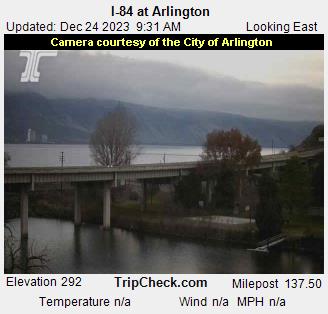 I-84 at Arlington
Updated: Dec 24 2023 9:31 AM Looking East
Camera courtesy of the City of Arlington
Elevation 292 TripCheck.com Milepost 137.50
Temperature n/a Wind n/a MPH n/a